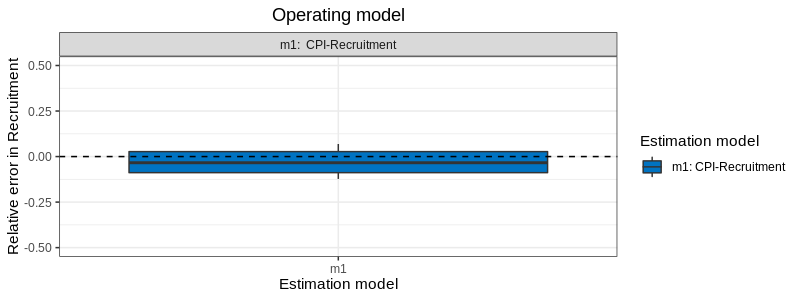 Operating model
m1: CPI-Recruitment
Relative error in Recruitment
0.50
0.25
0.00
-0.25
-0.50
m1
Estimation model
Estimation model
m1: CPI-Recruitment